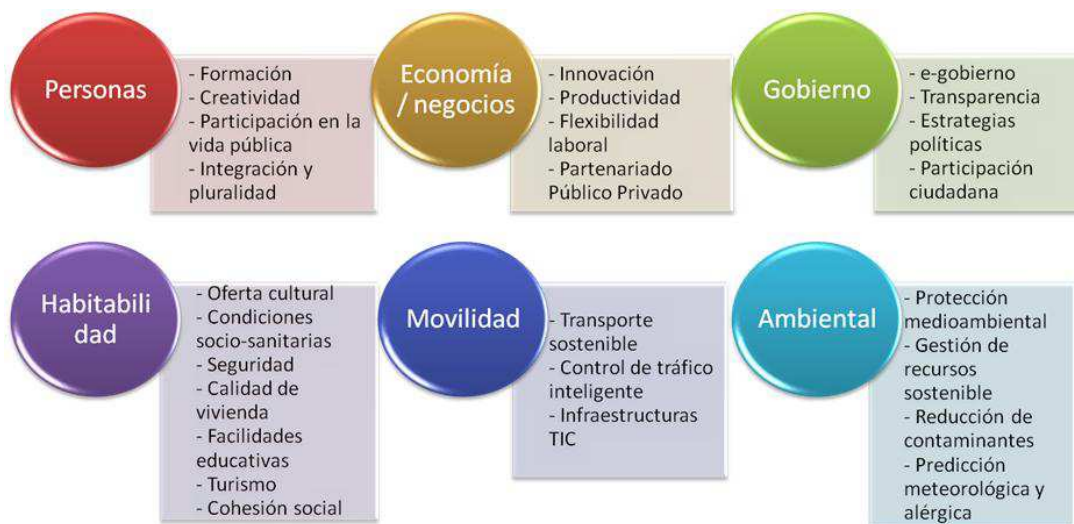 Personas
- Formación
- Creatividad
- Participación en la
vida pública
- Integración y
pluralidad
Economía
/ negocios
- Innovación
- Productividad
- Flexibilidad
laboral
- Partenariado
Público Privado
Gobierno
- e-gobierno
- Transparencia
- Estrategias
políticas
- Participación
ciudadana
Habitabili
dad
- Oferta cultural
- Condiciones
socio-sanitarias
- Seguridad
- Calidad de
vivienda
- Facilidades
educativas
- Turismo
- Cohesión social
Movilidad
- Transporte
sostenible
- Control de tráfico
inteligente
- Infraestructuras
TIC
Ambiental
- Protección
medioambiental
- Gestión de
recursos
sostenible
- Reducción de
contaminantes
- Predicción
meteorológica y
alérgica